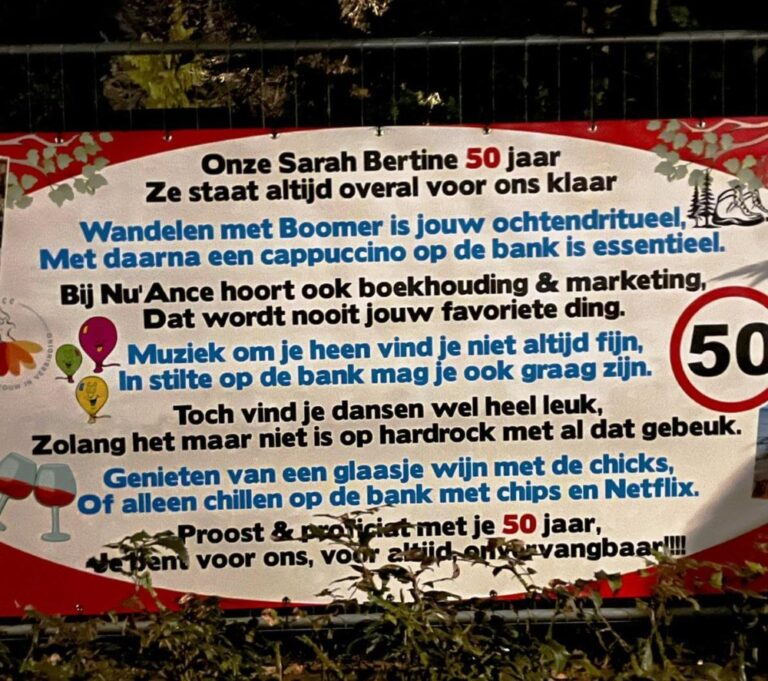 Onze Sarah Bertine 50 jaar
Ze staat altijd overal voor ons klaar
Wandelen met Boomer is jouw ochtendritueel,
Met daarna een cappuccino op de bank is essentieel.
Bij Nu'Ance hoort ook boekhouding & marketing,
Dat wordt nooit jouw favoriete ding.
Muziek om je heen vind je niet altijd fijn,
In stilte op de bank mag je ook graag zijn.
50
Toch vind je dansen wel heel leuk,
Zolang het maar niet is op hardrock met al dat gebeuk.
Genieten van een glaasje wijn met de chicks,
Of alleen chillen op de bank met chips en Netflix.
Proost & proficiat met je 50 jaar,
Je bent voor ons, voor altijd onvervangbaar!!!!